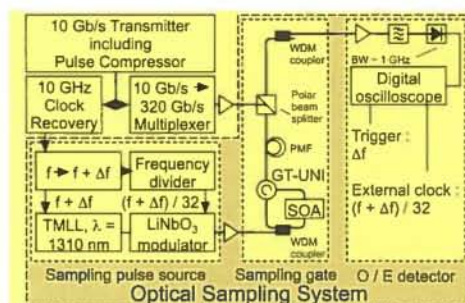 10 Gb/s Transmitter
including
Pulse Compressor
10 GHz
Clock
Recovery
10 Gb/s ➔
320 Gb/s
Multiplexer
WDM
coupler
Polar
beam
splitter
PMF
GT-UNI
SOA
WDM
coupler
BW ~ 1 GHz
Digital
oscilloscope
Trigger :
Δf
External clock :
(f + Δf) / 32
f ➔ f + Δf
Frequency
divider
f + Δf
(f + Δf) / 32
TMLL, λ =
1310 nm
LiNbO3
modulator
Sampling pulse source
Sampling gate
O / E detector
Optical Sampling System